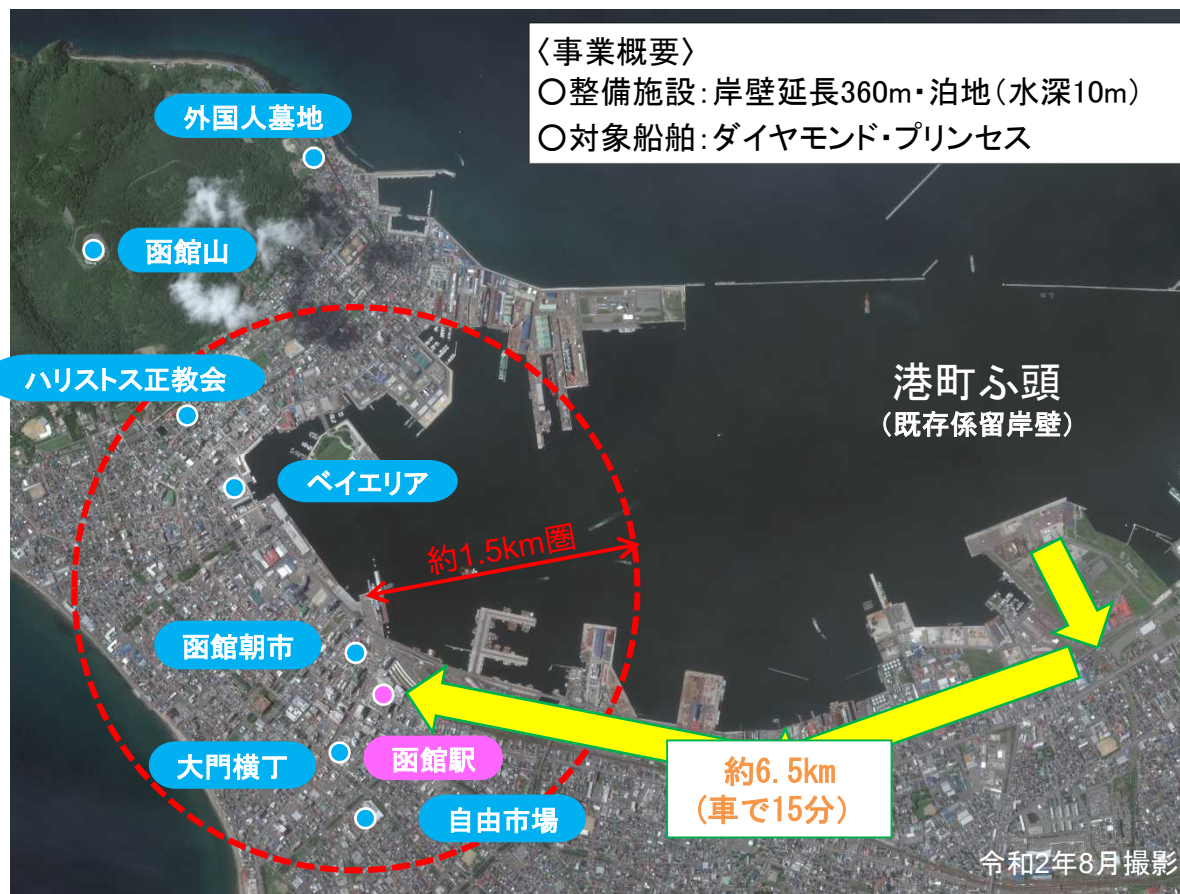 〈事業概要〉
○整備施設：岸壁延長360m・泊地（水深10m）
○対象船舶：ダイヤモンド・プリンセス
外国人墓地
函館山
ハリストス正教会
港町ふ頭
（既存係留岸壁）
ベイエリア
約1.5km圏
函館朝市
大門横丁
函館駅
約6.5km
(車で15分)
自由市場
令和2年8月撮影